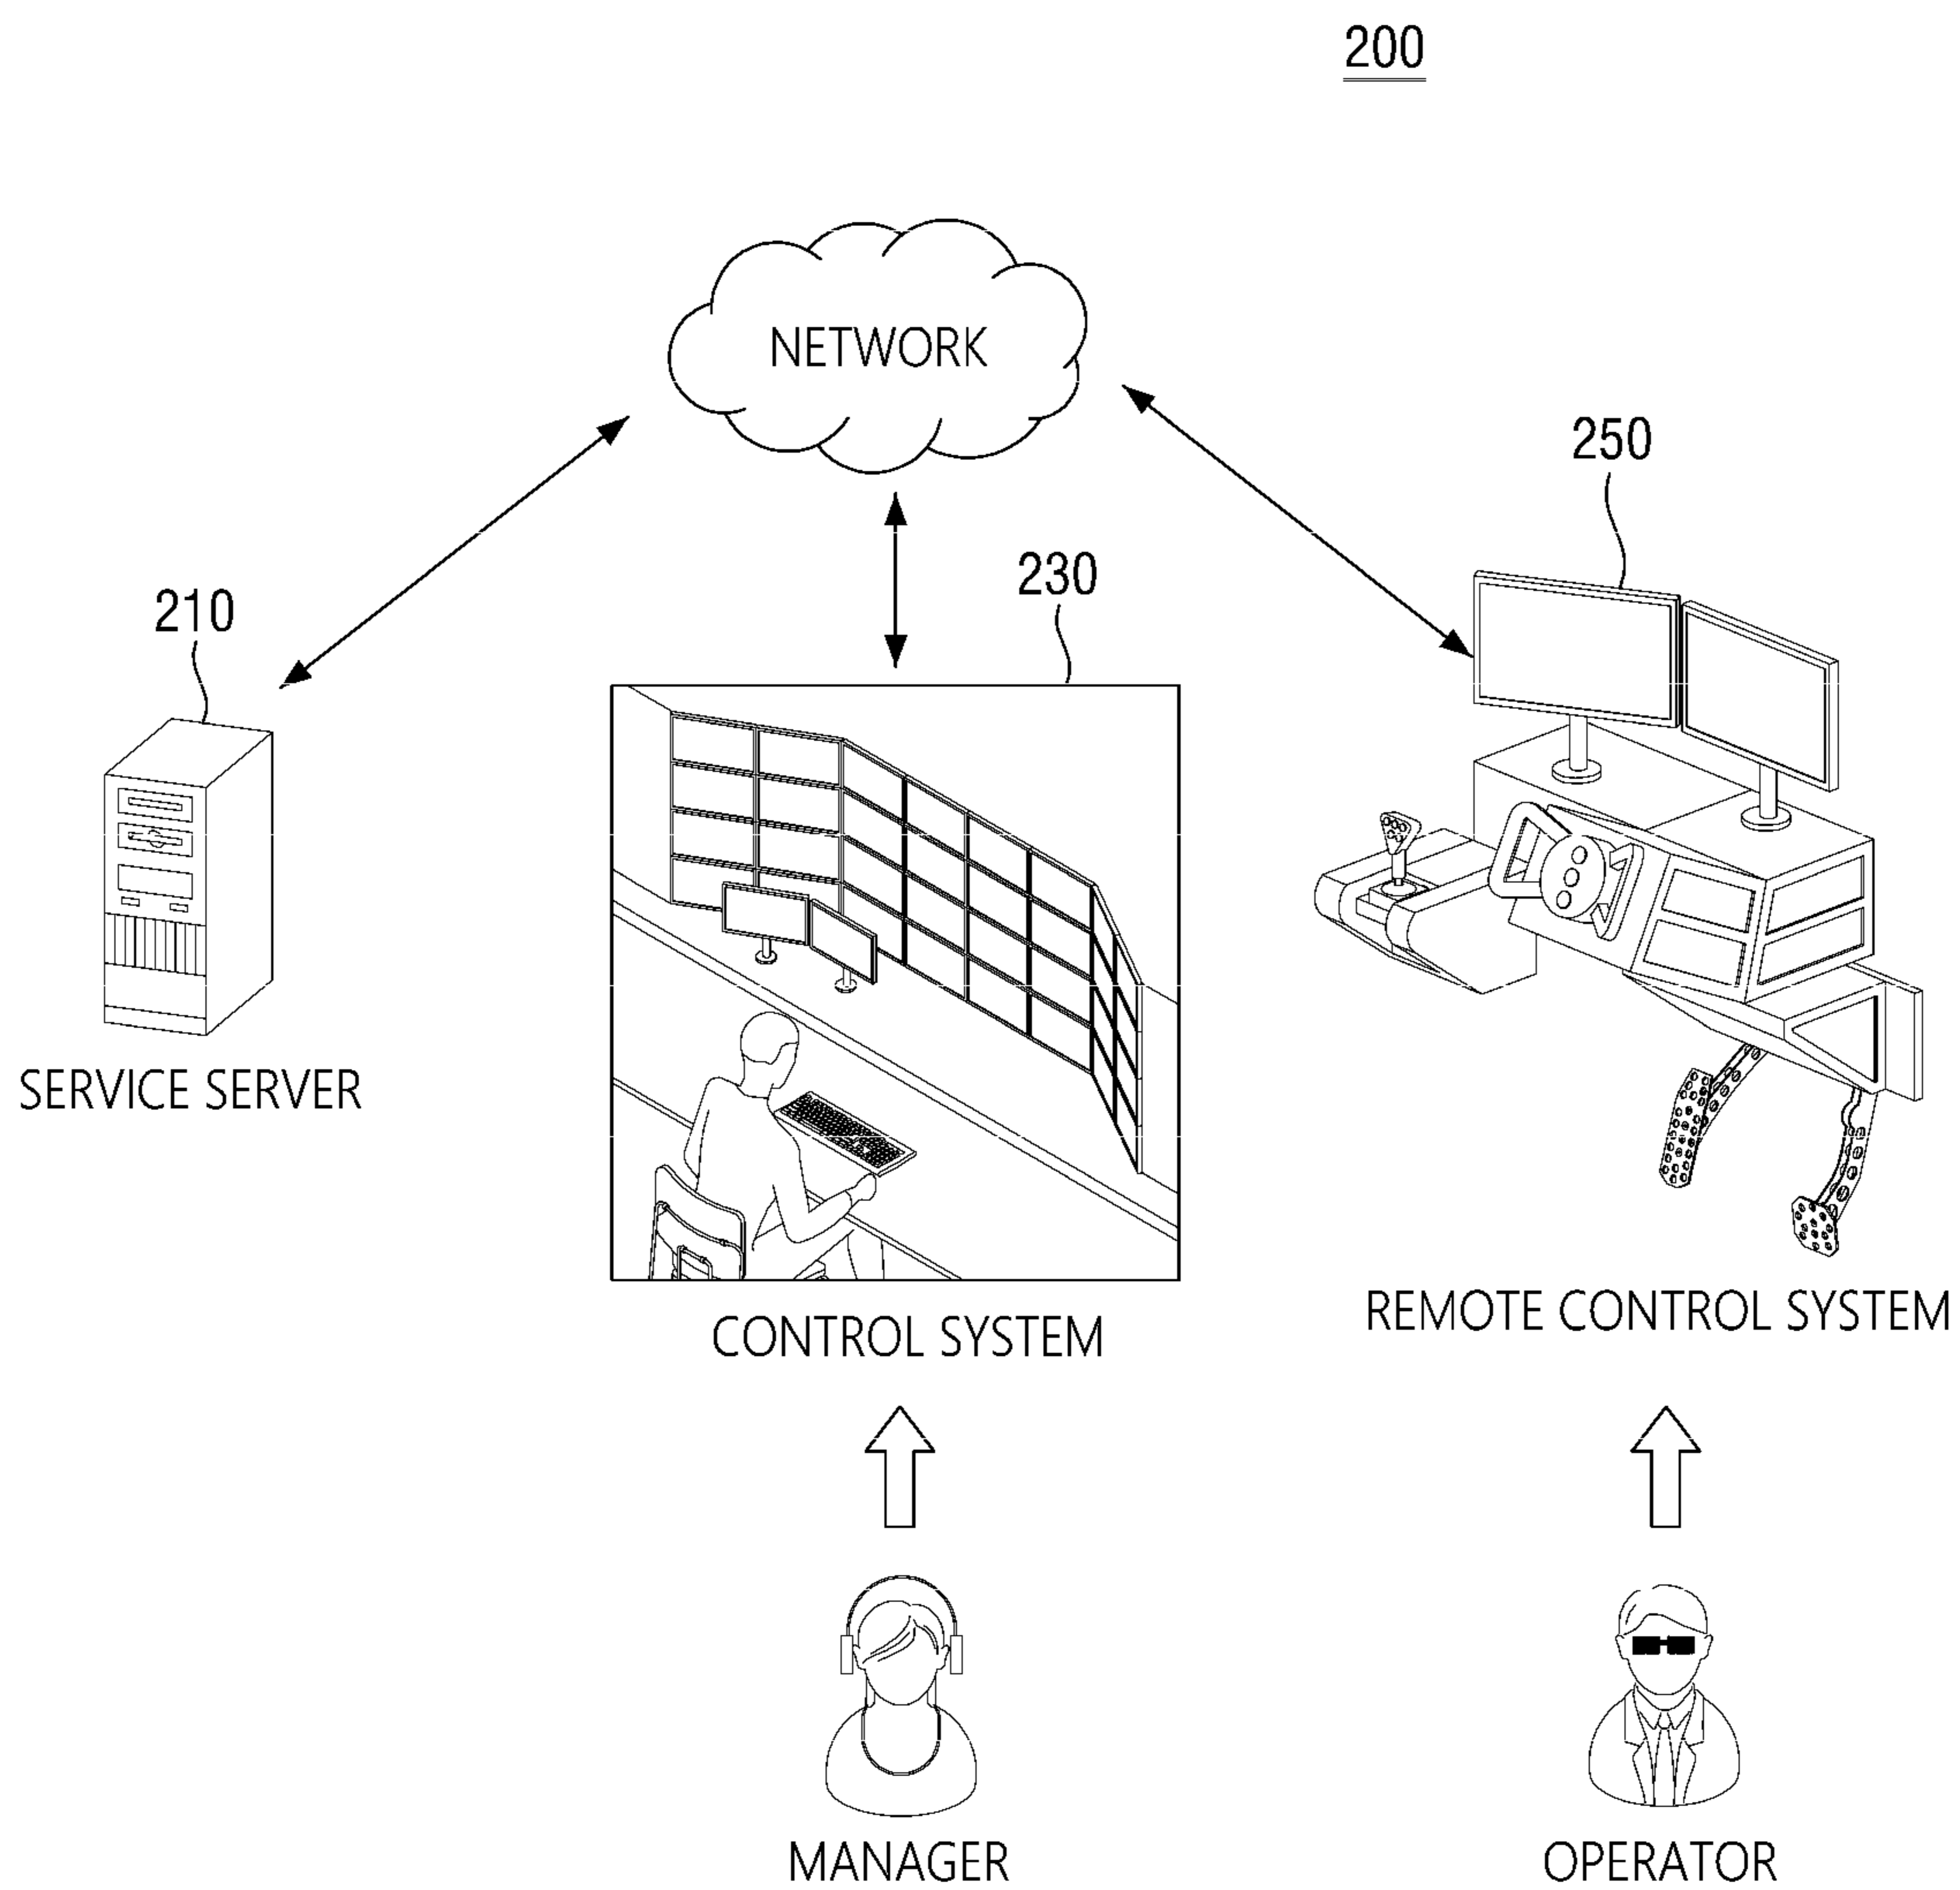 200
NETWORK
250
230
210
SERVICE SERVER
CONTROL SYSTEM
REMOTE CONTROL SYSTEM
MANAGER
OPERATOR